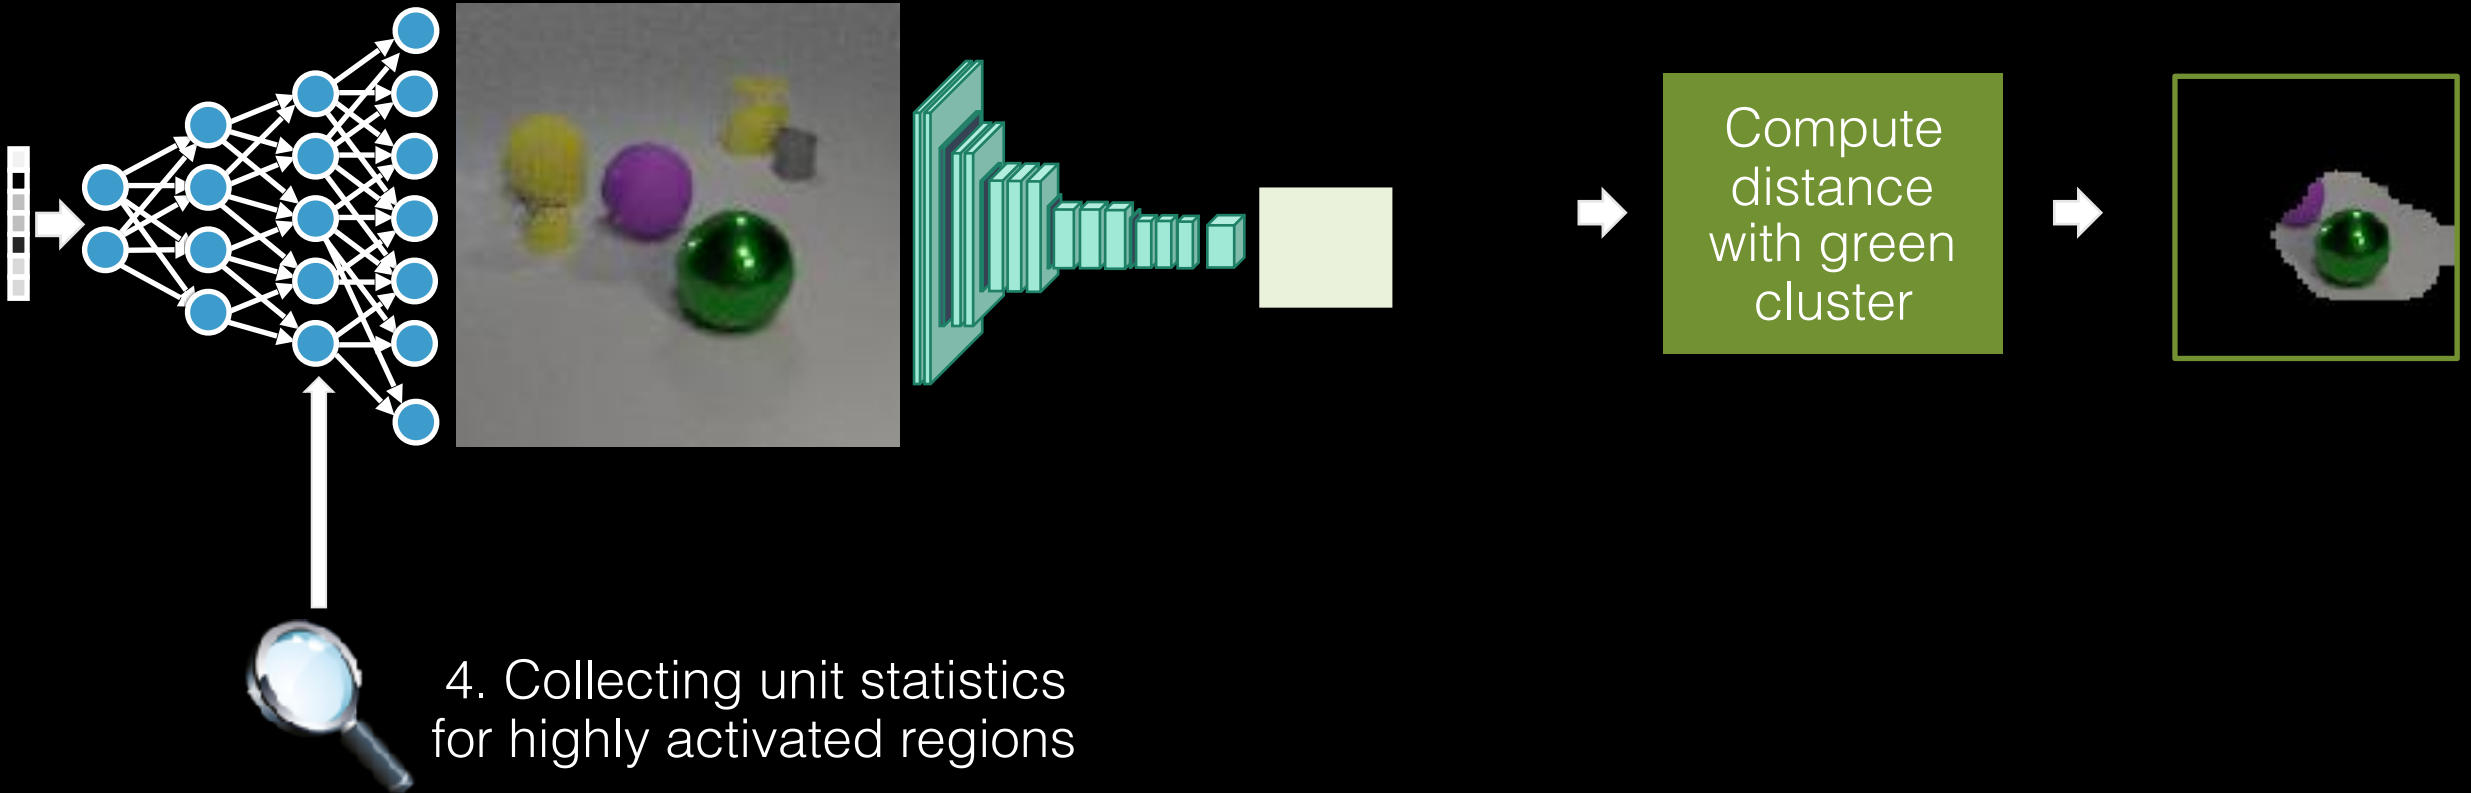 Compute
distance
with green
cluster
4. Collecting unit statistics
for highly activated regions